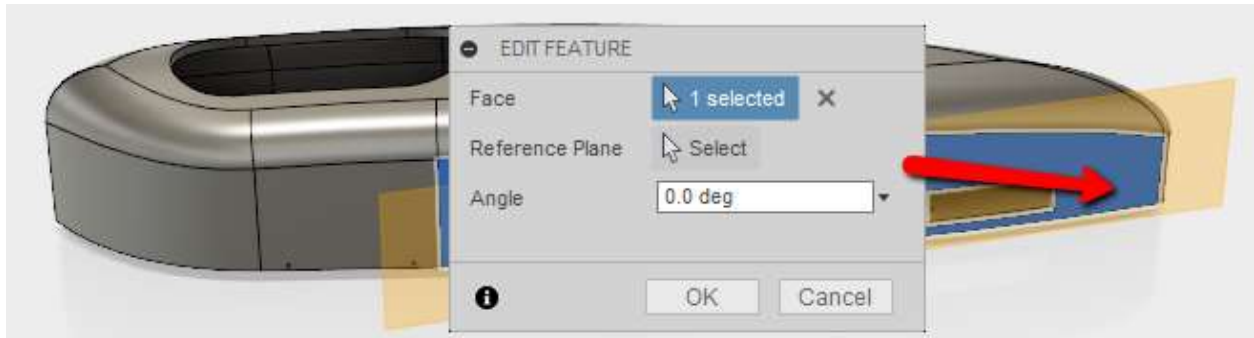 EDIT FEATURE
Face 1 selected
Reference Plane Select
Angle 0.0 deg
OK Cancel